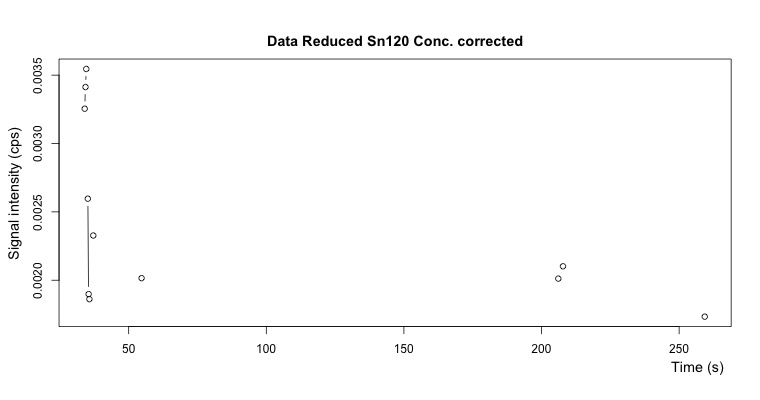 Data Reduced Sn120 Conc. corrected
Signal intensity (cps)
0.0035
0.0030
0.0025
0.0020
50 100 150 200 250
Time (s)